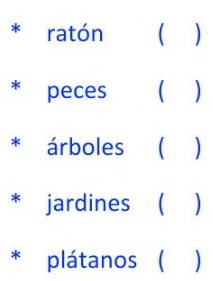 * ratón ( )
* peces ( )
* árboles ( )
* jardines ( )
* plátanos ( )